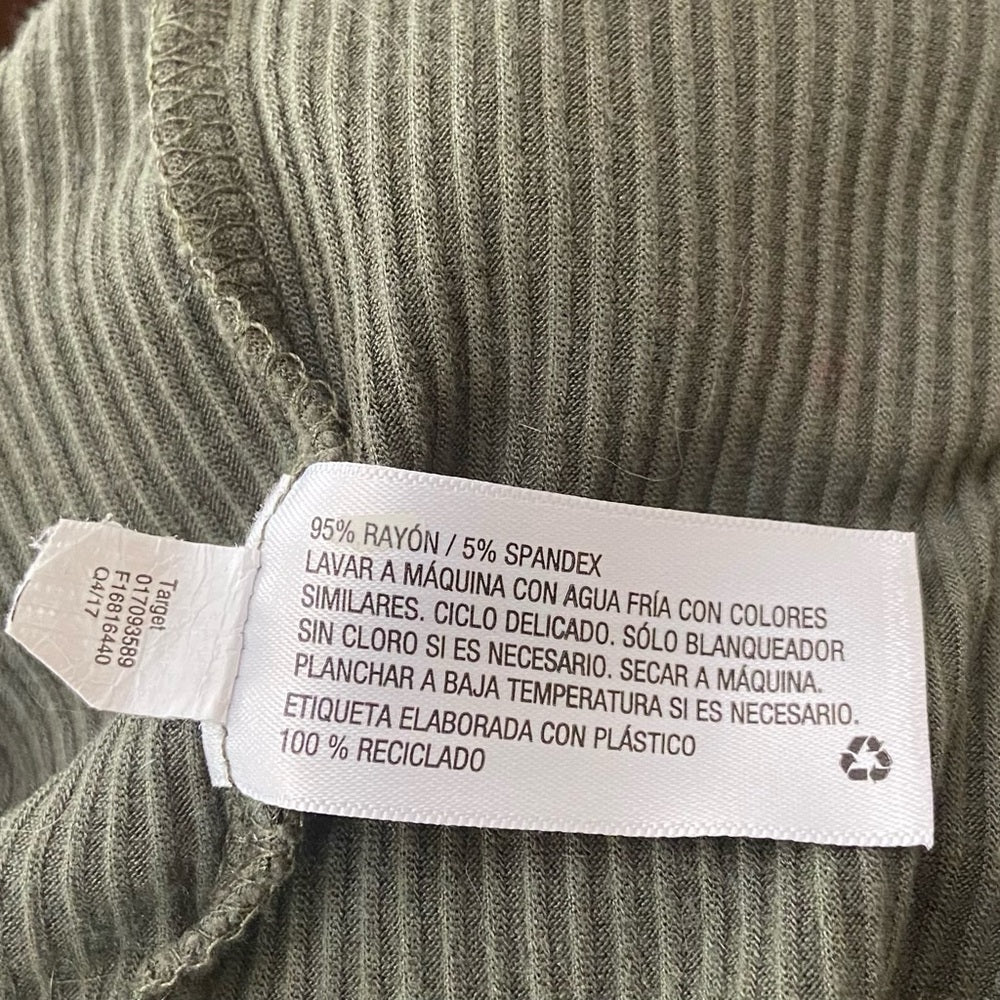 95% RAYÓN / 5% SPANDEX
LAVAR A MÁQUINA CON AGUA FRÍA CON COLORES
SIMILARES. CICLO DELICADO. SÓLO BLANQUEADOR
SIN CLORO SI ES NECESARIO. SECAR A MÁQUINA.
PLANCHAR A BAJA TEMPERATURA SI ES NECESARIO.
ETIQUETA ELABORADA CON PLÁSTICO
100 % RECICLADO
Target
017093589
F16816440
Q4/17